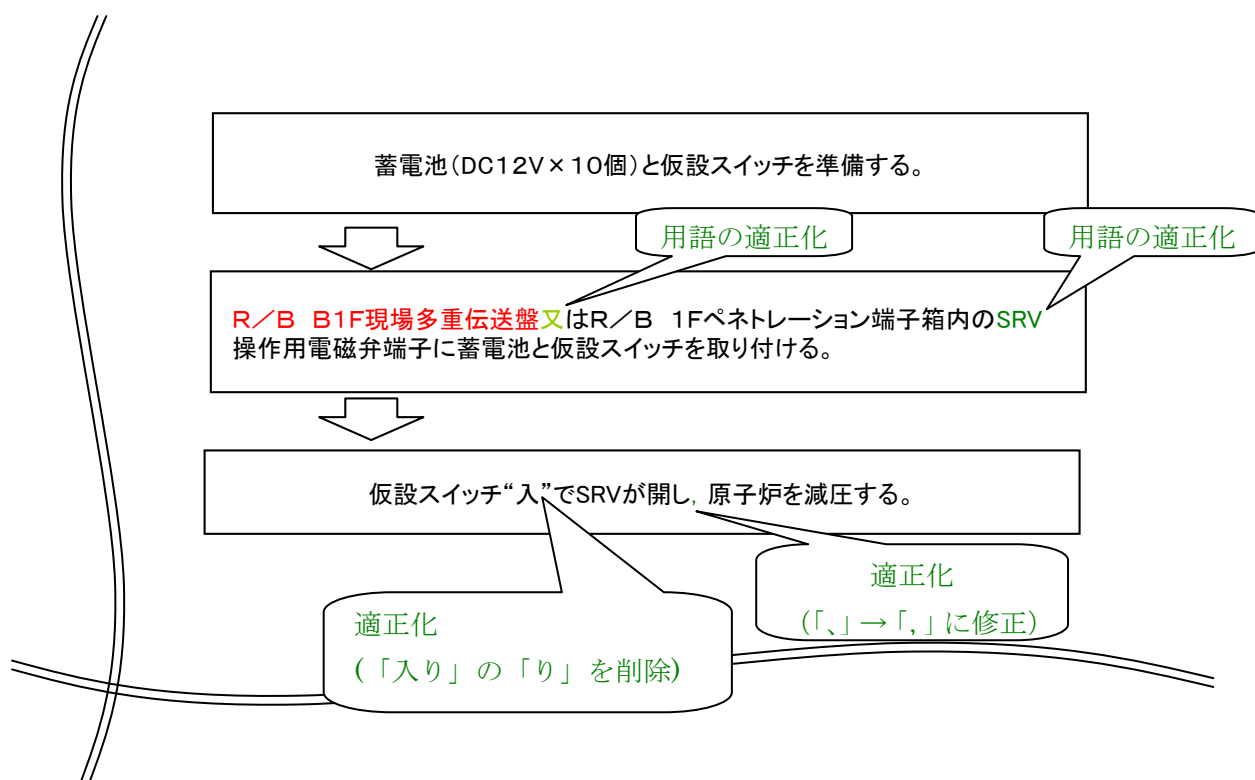 蓄電池(DC12V×10個)と仮設スイッチを準備する。
用語の適正化
用語の適正化
R／B　B1F現場多重伝送盤又はR／B　1Fペネトレーション端子箱内のSRV
操作用電磁弁端子に蓄電池と仮設スイッチを取り付ける。
仮設スイッチ“入”でSRVが開し，原子炉を減圧する。
適正化
(「、」→「，」に修正)
適正化
(「入り」の「り」を削除)